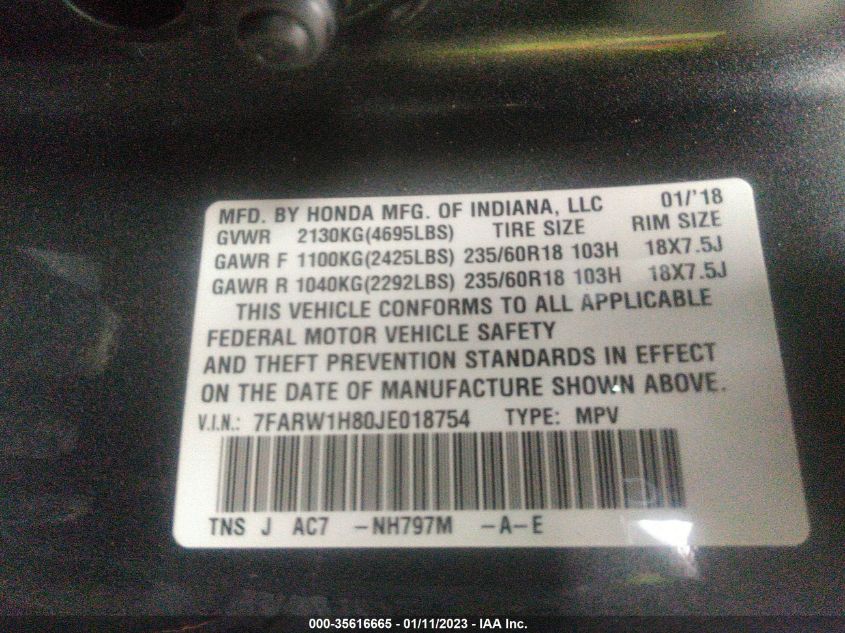 MFD. BY HONDA MFG. OF INDIANA, LLC 01/'18
GVWR 2130KG(4695LBS) TIRE SIZE RIM SIZE
GAWR F 1100KG(2425LBS) 235/60R18 103H 18X7.5J
GAWR R 1040KG(2292LBS) 235/60R18 103H 18X7.5J
THIS VEHICLE CONFORMS TO ALL APPLICABLE
FEDERAL MOTOR VEHICLE SAFETY
AND THEFT PREVENTION STANDARDS IN EFFECT
ON THE DATE OF MANUFACTURE SHOWN ABOVE.
V.I.N.: 7FARW1H80JE018754 TYPE: MPV
TNS J AC7 -NH797M -A-E
000-35616665 - 01/11/2023 - IAA Inc.